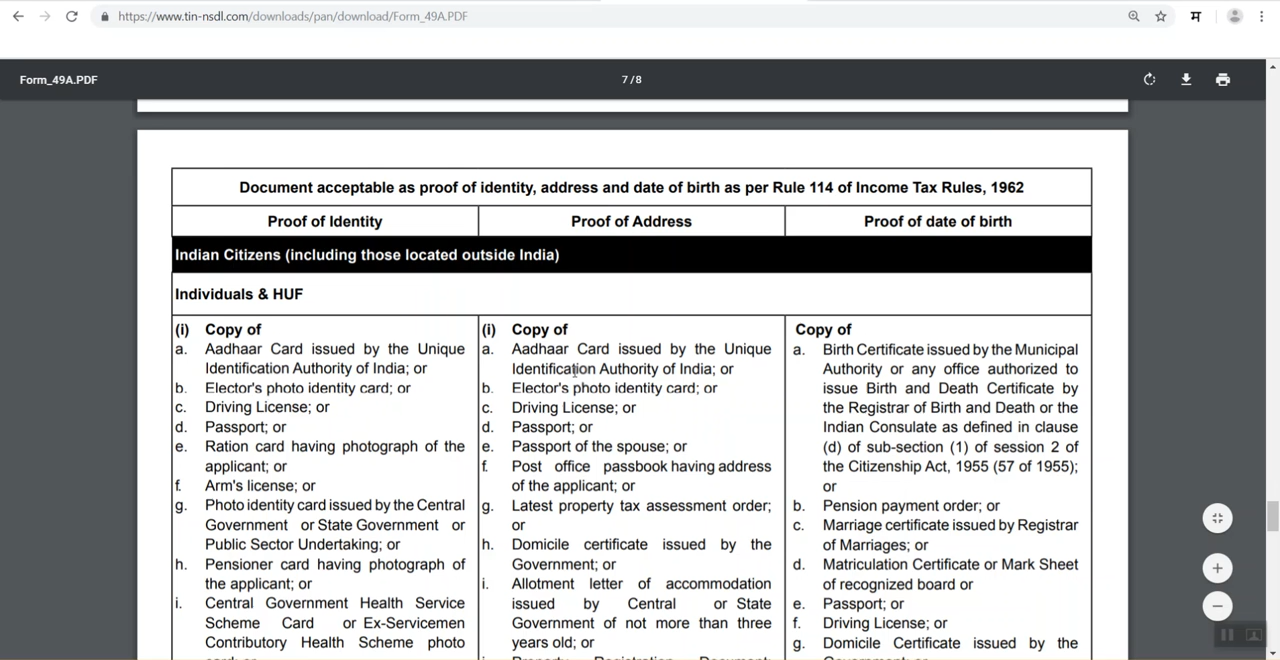 https://www.tin-nsdl.com/downloads/pan/download/Form_49A.PDF
म
Form_49A.PDF
7/8
Document acceptable as proof of identity, address and date of birth as per Rule 114 of Income Tax Rules, 1962
Proof of Identity
Proof of Address
Proof of date of birth
Indian Citizens (including those located outside India)
Individuals & HUF
(i) Copy of
a. Aadhaar Card issued by the Unique
Identification Authority of India; or
b. Elector's photo identity card; or
c. Driving License; or
d. Passport; or
e. Ration card having photograph of the
applicant; or
f. Arm's license; or
g. Photo identity card issued by the Central
Government or State Government or
Public Sector Undertaking; or
h. Pensioner card having photograph of
the applicant; or
i. Central Government Health Service
Scheme Card or Ex-Servicemen
Contributory Health Scheme photo
(i) Copy of
a. Aadhaar Card issued by the Unique
Identification Authority of India; or
b. Elector's photo identity card; or
c. Driving License; or
d. Passport; or
e. Passport of the spouse; or
f. Post office passbook having address
of the applicant; or
g. Latest property tax assessment order;
or
h. Domicile certificate issued by the
Government; or
i. Allotment letter of accommodation
issued by Central or State
Government of not more than three
years old; or
Property Registration Document;
Copy of
a. Birth Certificate issued by the Municipal
Authority or any office authorized to
issue Birth and Death Certificate by
the Registrar of Birth and Death or the
Indian Consulate as defined in clause
(d) of sub-section (1) of session 2 of
the Citizenship Act, 1955 (57 of 1955);
or
b. Pension payment order; or
c. Marriage certificate issued by Registrar
of Marriages; or
d. Matriculation Certificate or Mark Sheet
of recognized board or
e. Passport; or
f. Driving License; or
g. Domicile Certificate issued by the